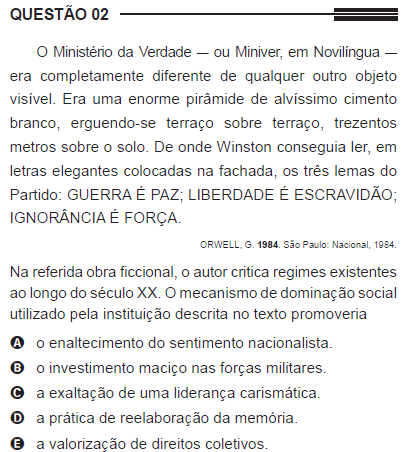 QUESTÃO 02
O Ministério da Verdade — ou Miniver, em Novilíngua —
era completamente diferente de qualquer outro objeto
visível. Era uma enorme pirâmide de alvíssimo cimento
branco, erguendo-se terraço sobre terraço, trezentos
metros sobre o solo. De onde Winston conseguia ler, em
letras elegantes colocadas na fachada, os três lemas do
Partido: GUERRA É PAZ; LIBERDADE É ESCRAVIDÃO;
IGNORÂNCIA É FORÇA.
ORWELL, G. 1984. São Paulo: Nacional, 1984.
Na referida obra ficcional, o autor critica regimes existentes
ao longo do século XX. O mecanismo de dominação social
utilizado pela instituição descrita no texto promoveria
A o enaltecimento do sentimento nacionalista.
B o investimento maciço nas forças militares.
C a exaltação de uma liderança carismática.
D a prática de reelaboração da memória.
E a valorização de direitos coletivos.